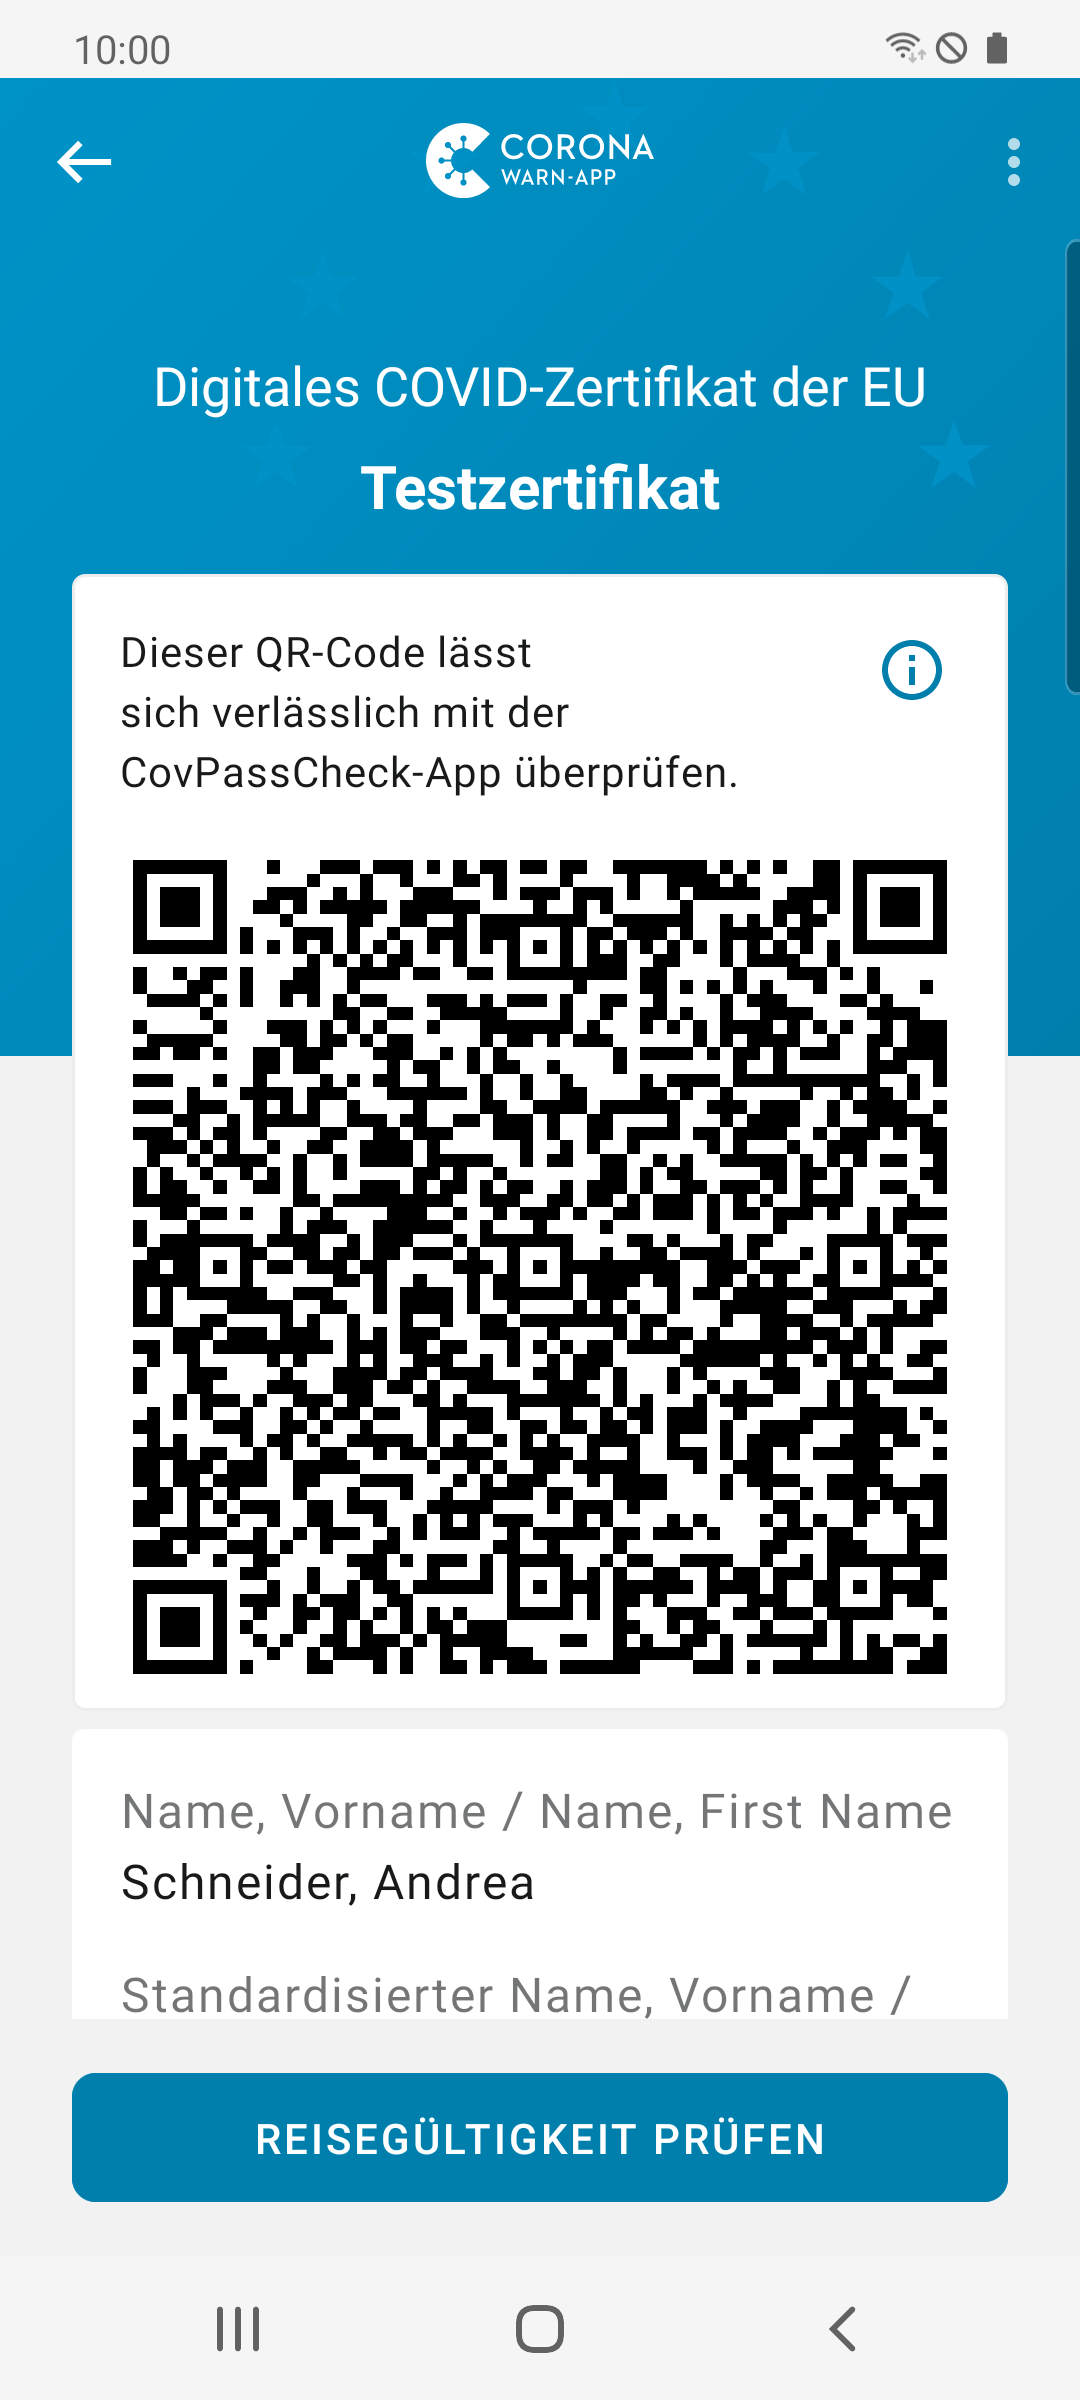 10:00
CORONA
WARN-APP
Digitales COVID-Zertifikat der EU
Testzertifikat
Dieser QR-Code lässt
sich verlässlich mit der
CovPassCheck-App überprüfen.
Name, Vorname / Name, First Name
Schneider, Andrea
Standardisierter Name, Vorname /
REISEGÜLTIGKEIT PRÜFEN